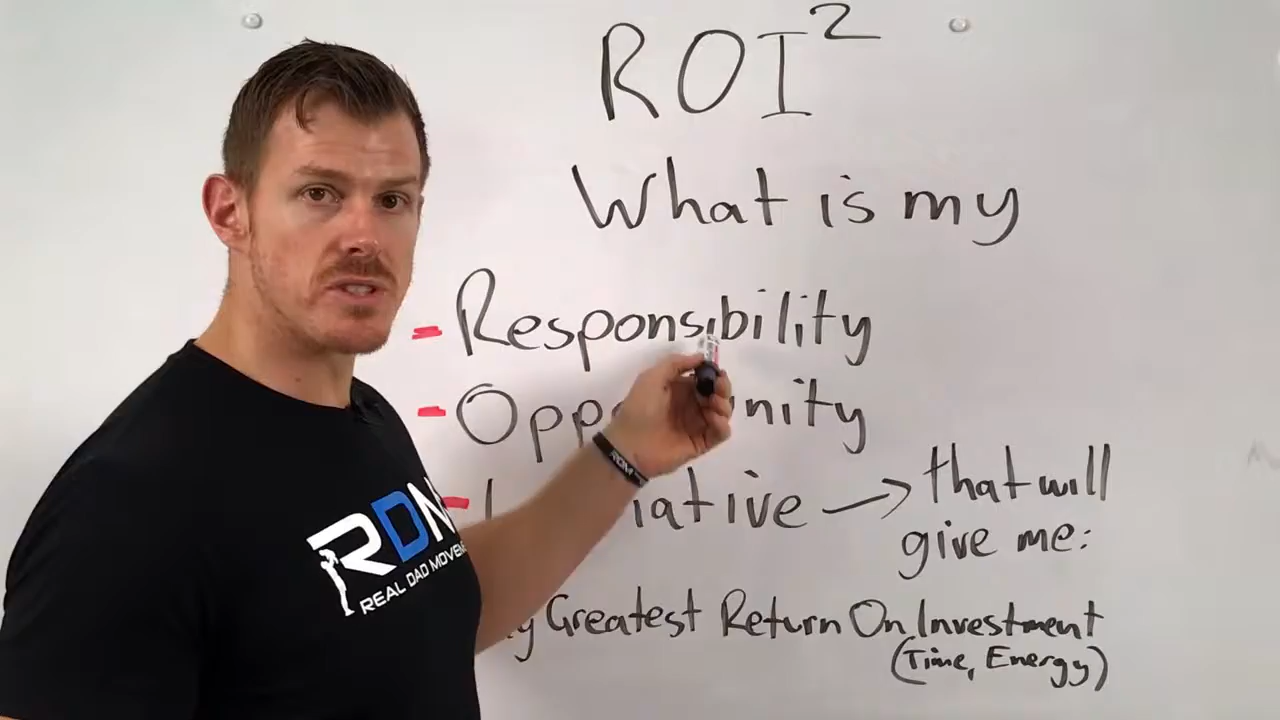 ROI²
What is my
- Responsibility
- Opp nity
- I iative → that will
give me:
y Greatest Return On Investment
(Time, Energy)
RDM
RDM
REAL DAD MOVEME